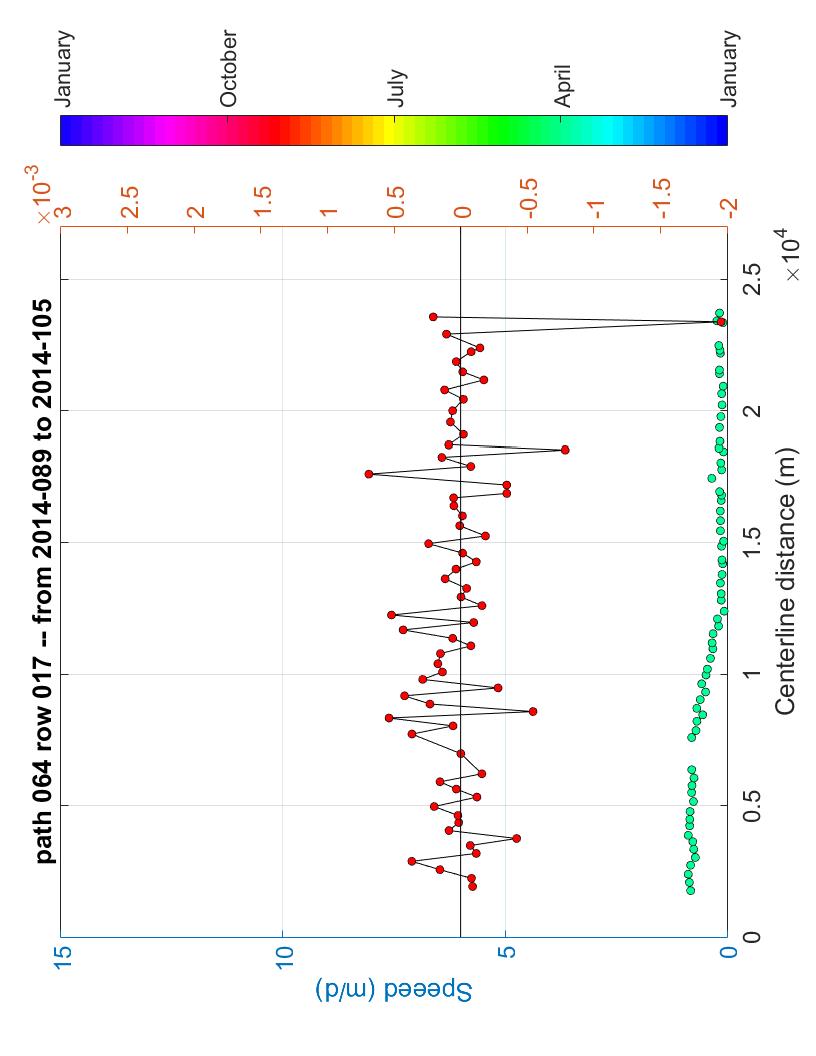 path 064 row 017 -- from 2014-089 to 2014-105
15
10
5
0
Speeed (m/d)
0
0.5
1
1.5
2
2.5
×10⁴
Centerline distance (m)
×10⁻³
3
2.5
2
1.5
1
0.5
0
-0.5
-1
-1.5
-2
January
October
July
April
January